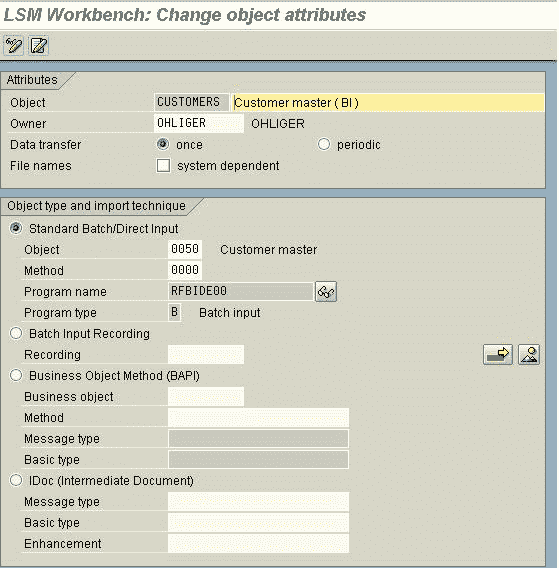 LSM Workbench: Change object attributes
Attributes
Object CUSTOMERS Customer master ( BI )
Owner OHLIGER OHLIGER
Data transfer once periodic
File names system dependent
Object type and import technique
Standard Batch/Direct Input
Object 0050 Customer master
Method 0000
Program name RFBIDE00
Program type B Batch input
Batch Input Recording
Recording
Business Object Method (BAPI)
Business object
Method
Message type
Basic type
IDoc (Intermediate Document)
Message type
Basic type
Enhancement